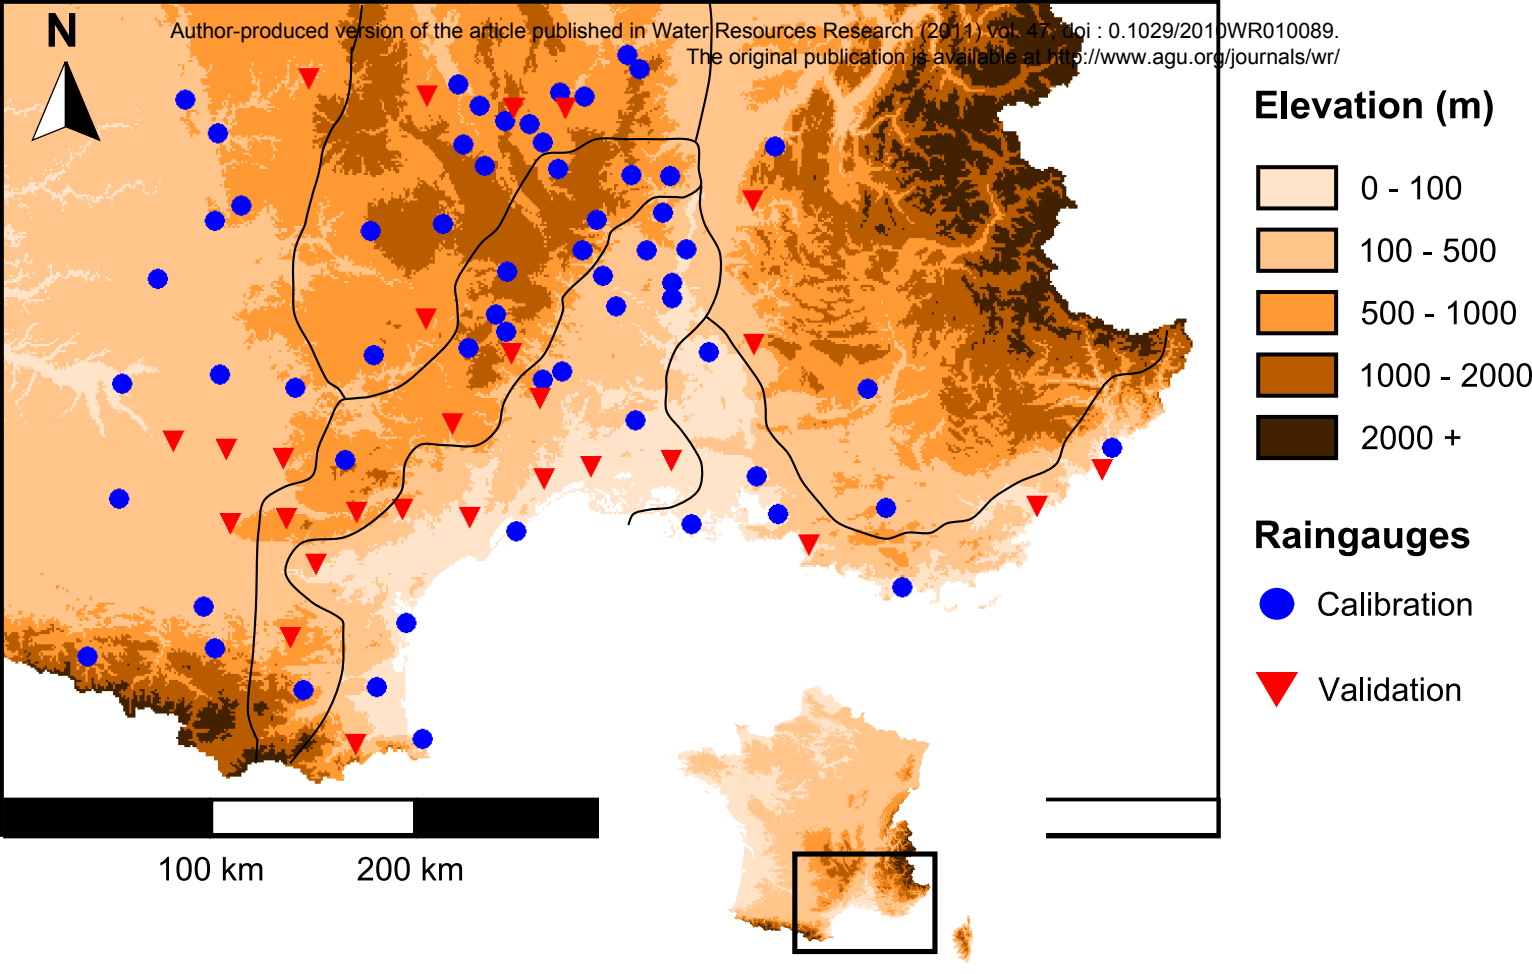 N
Author-produced version of the article published in Water Resources Research (2011) vol. 47, doi : 0.1029/2010WR010089.
The original publication is available at http://www.agu.org/journals/wr/
Elevation (m)
0 - 100
100 - 500
500 - 1000
1000 - 2000
2000 +
Raingauges
Calibration
Validation
100 km
200 km